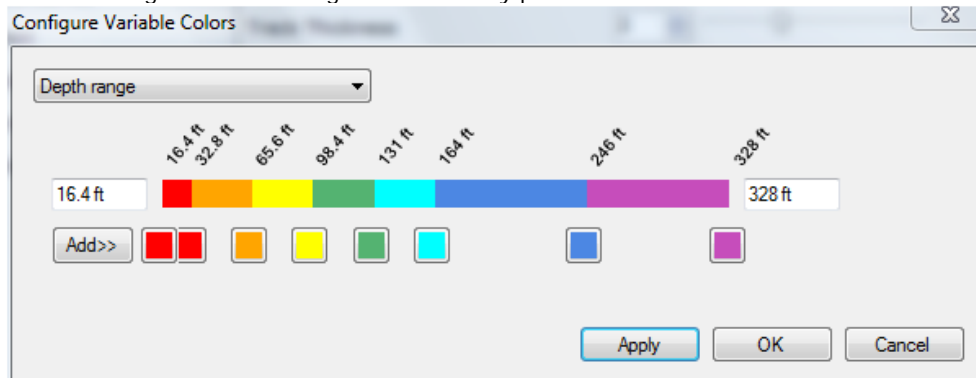 Configure Variable Colors
Depth range
16.4 ft 32.8 ft 65.6 ft 98.4 ft 131 ft 164 ft 246 ft 328 ft
16.4 ft 328 ft
Add>>
Apply OK Cancel